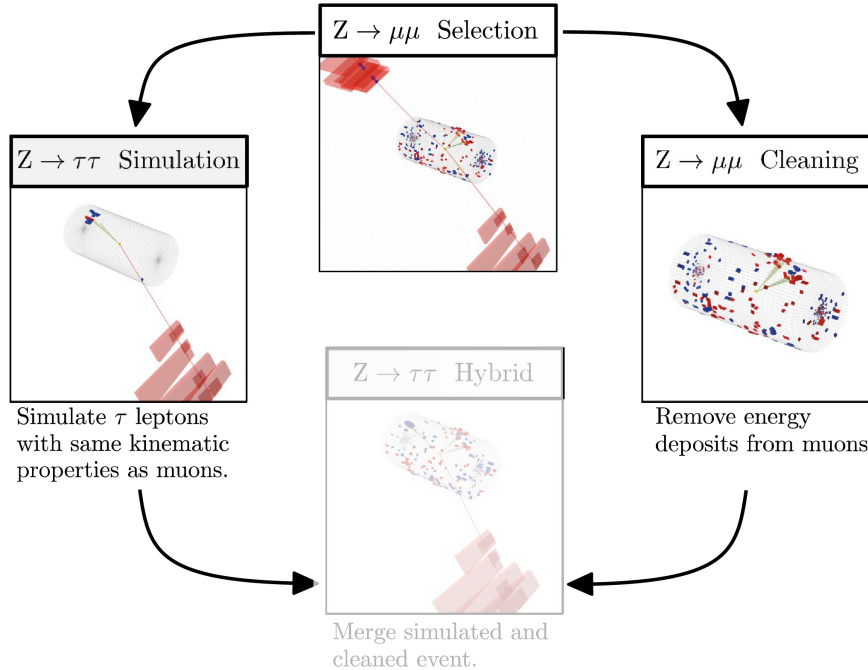 Z → μμ Selection
Z → ττ Simulation
Z → μμ Cleaning
Simulate τ leptons
with same kinematic
properties as muons.
Remove energy
deposits from muons
Z → ττ Hybrid
Merge simulated and
cleaned event.